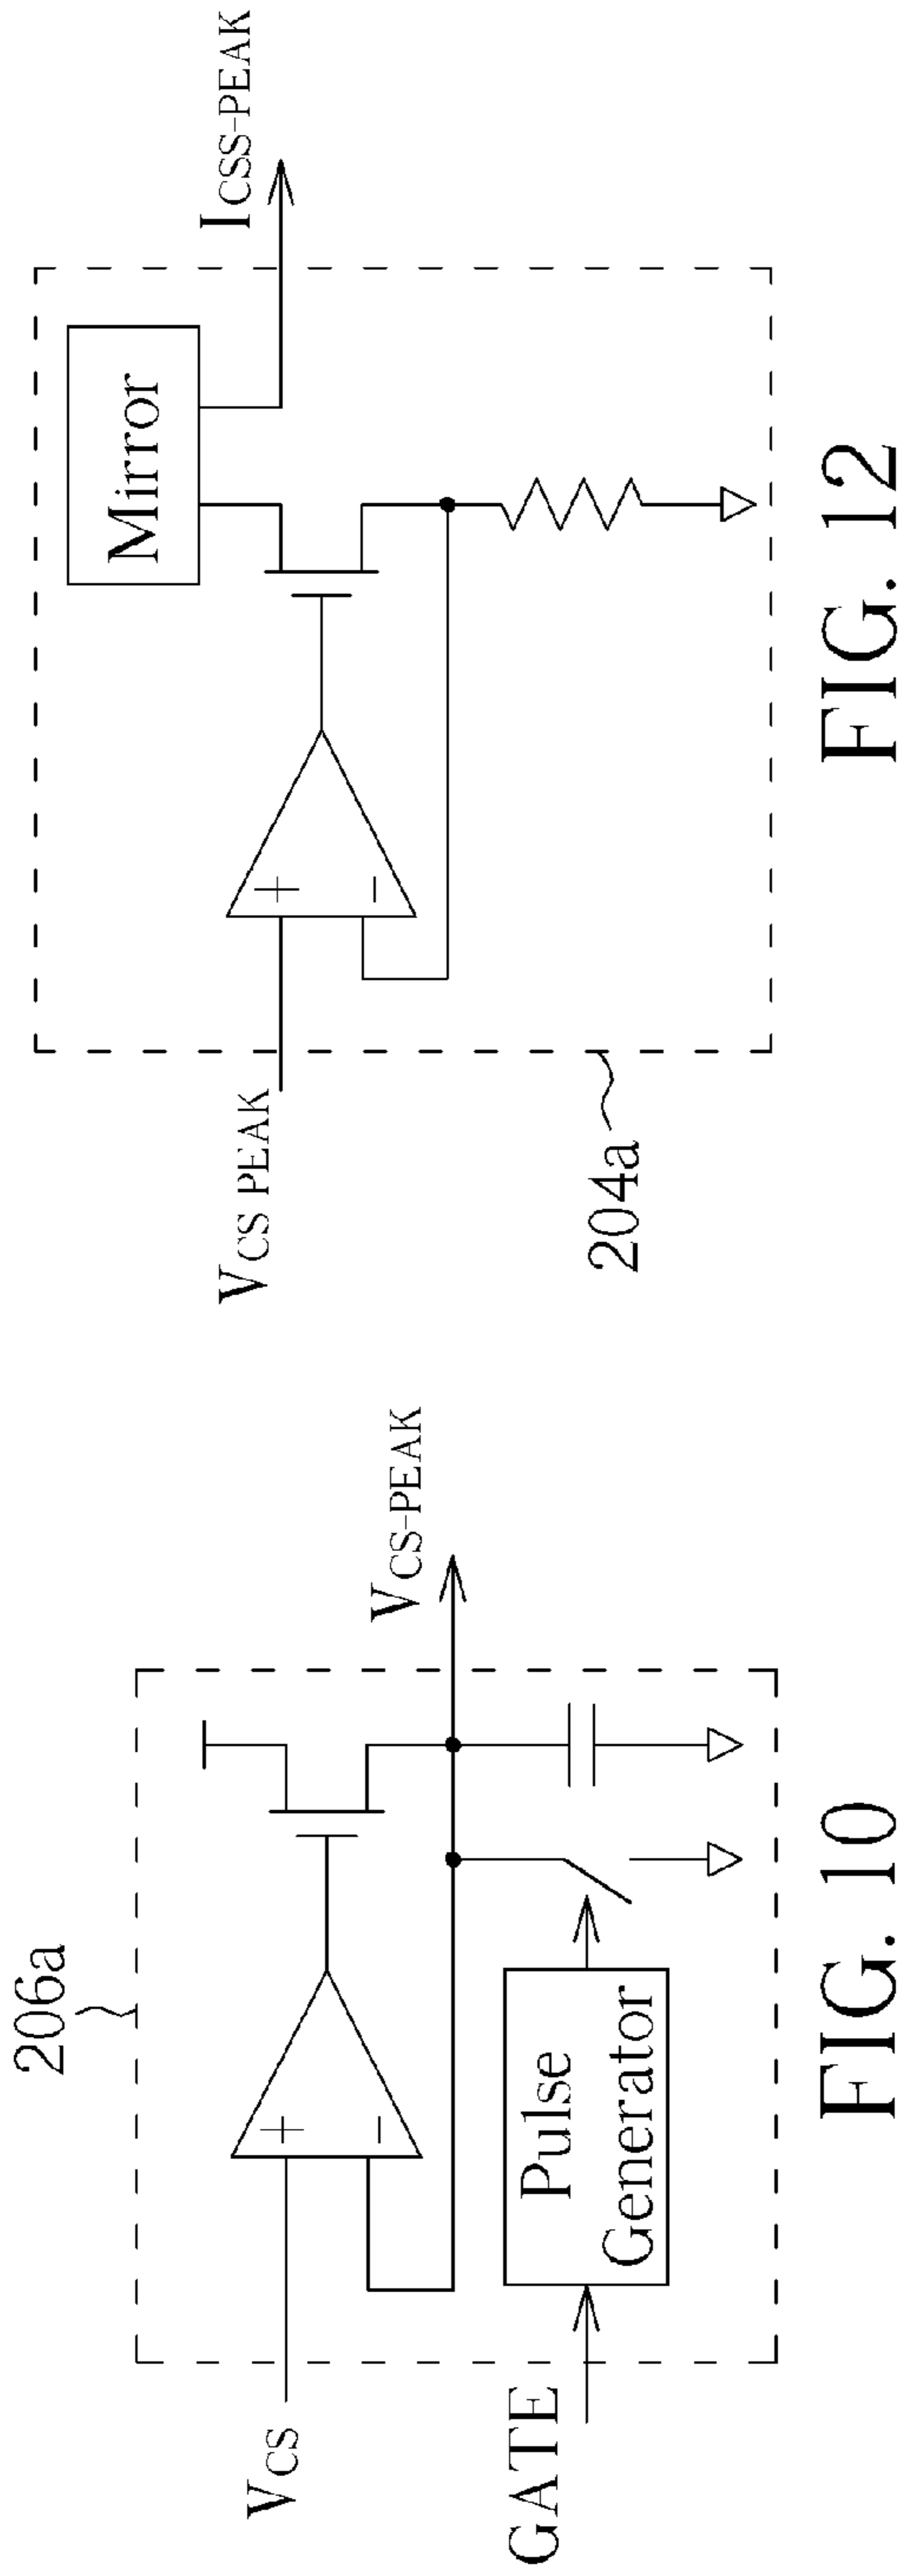 206a
VCS
+
-
VCS-PEAK
GATE
Pulse
Generator
FIG. 10
Mirror
ICSS-PEAK
VCS PEAK
+
-
204a
FIG. 12